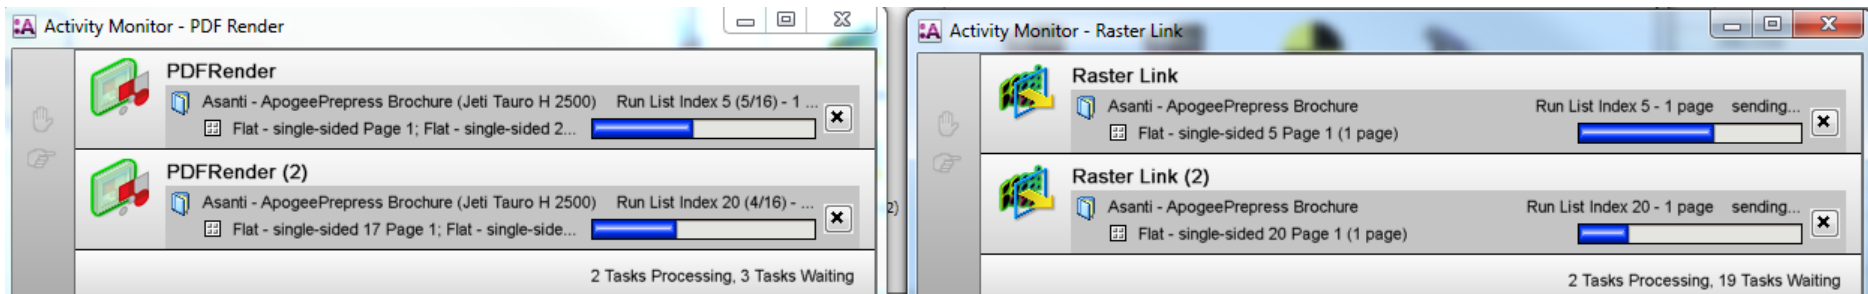 Activity Monitor - PDF Render
PDFRender
Asanti - ApogeePrepress Brochure (Jeti Tauro H 2500) Run List Index 5 (5/16) - 1 ...
Flat - single-sided Page 1; Flat - single-sided 2...
PDFRender (2)
Asanti - ApogeePrepress Brochure (Jeti Tauro H 2500) Run List Index 20 (4/16) - ...
Flat - single-sided 17 Page 1; Flat - single-side...
2 Tasks Processing, 3 Tasks Waiting
2)
Activity Monitor - Raster Link
Raster Link
Asanti - ApogeePrepress Brochure Run List Index 5 - 1 page sending...
Flat - single-sided 5 Page 1 (1 page)
Raster Link (2)
Asanti - ApogeePrepress Brochure Run List Index 20 - 1 page sending...
Flat - single-sided 20 Page 1 (1 page)
2 Tasks Processing, 19 Tasks Waiting